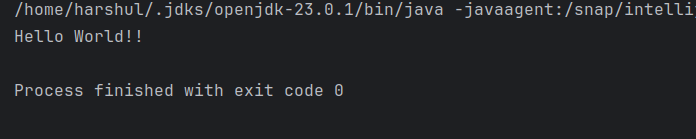 /home/harshul/.jdks/openjdk-23.0.1/bin/java -javaagent:/snap/intelli
Hello World!!
Process finished with exit code 0